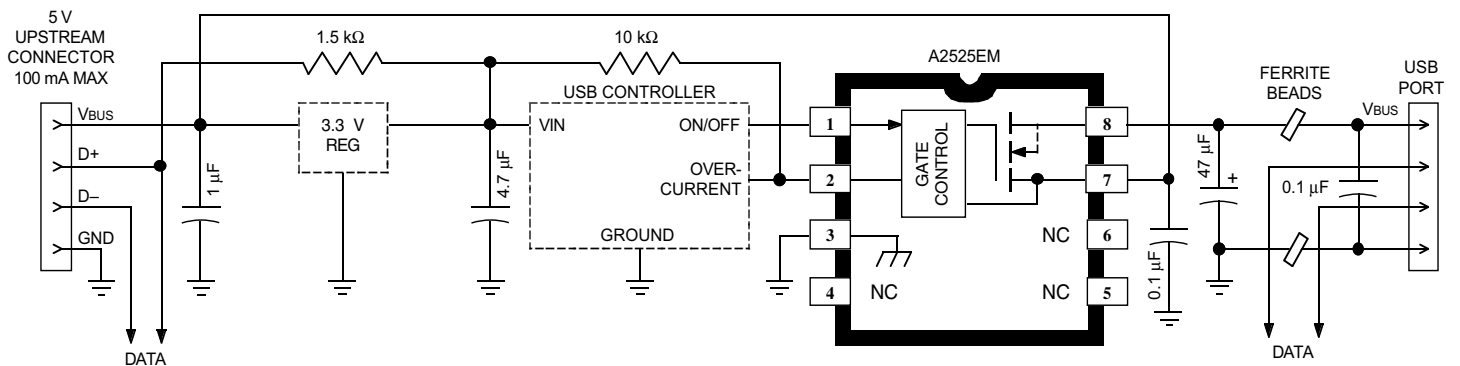 5 V
UPSTREAM
CONNECTOR
100 mA MAX
1.5 kΩ
10 kΩ
A2525EM
FERRITE
BEADS
USB
PORT
VBUS
D+
D–
GND
1 µF
3.3 V
REG
4.7 µF
USB CONTROLLER
VIN
ON/OFF
OVER-
CURRENT
GROUND
1
2
3
4
GATE
CONTROL
NC
8
7
6
5
NC
NC
0.1 µF
47 µF
+
0.1 µF
VBUS
DATA
DATA